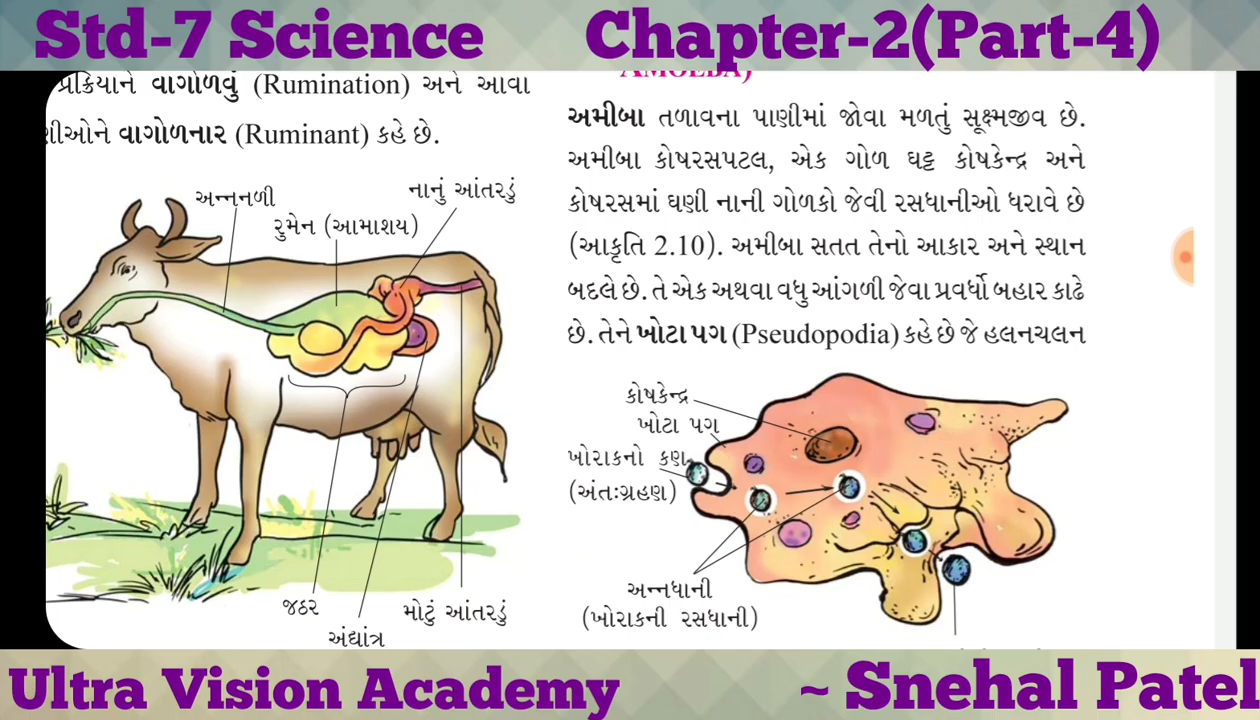 Std-7 Science Chapter-2(Part-4)
પ્રક્રિયાને વાગોળવું (Rumination) અને આવા
વાગોળનાર (Ruminant) કહે છે.
અન્નનળી
નાનું આંતરડું
રુમેન (આમાશય)
જઠર
મોટું આંતરડું
અંધાંત્ર
AMOEBA)
અમીબા તળાવના પાણીમાં જોવા મળતું સૂક્ષ્મજીવ છે.
અમીબા કોષરસપટલ, એક ગોળ ઘટ્ટ કોષકેન્દ્ર અને
કોષરસમાં ઘણી નાની ગોળકો જેવી રસધાનીઓ ધરાવે છે
(આકૃતિ 2.10). અમીબા સતત તેનો આકાર અને સ્થાન
બદલે છે. તે એક અથવા વધુ આંગળી જેવા પ્રવર્ધો બહાર કાઢે
છે. તેને ખોટા પગ (Pseudopodia) કહે છે જે હલનચલન
કોષકેન્દ્ર
ખોટા પગ
ખોરાકનો કણ
(અંતઃગ્રહણ)
અન્નધાની
(ખોરાકની રસધાની)
Ultra Vision Academy ~ Snehal Patel